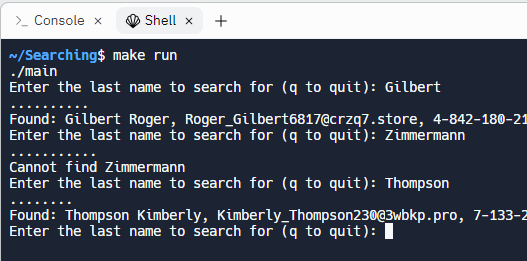 >_ Console ×
Shell × +
~/Searching$ make run
./main
Enter the last name to search for (q to quit): Gilbert
..........
Found: Gilbert Roger, Roger_Gilbert6817@crzq7.store, 4-842-180-21
Enter the last name to search for (q to quit): Zimmermann
...........
Cannot find Zimmermann
Enter the last name to search for (q to quit): Thompson
........
Found: Thompson Kimberly, Kimberly_Thompson230@3wbkp.pro, 7-133-2
Enter the last name to search for (q to quit):